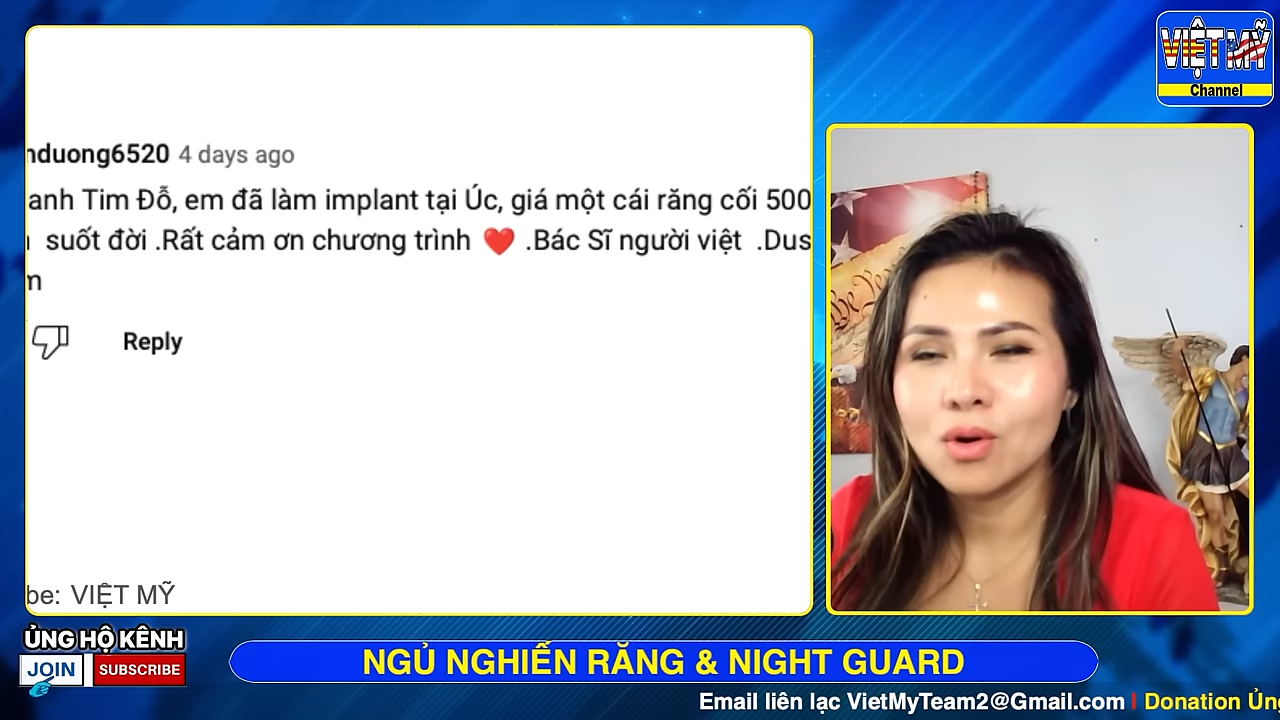 VIỆT MỸ
Channel
nduong6520 4 days ago
anh Tim Đỗ, em đã làm implant tại Úc, giá một cái răng cối 500
suốt đời .Rất cảm ơn chương trình ❤️ .Bác Sĩ người việt .Dus
m
Reply
be: VIỆT MỸ
ỦNG HỘ KÊNH
JOIN
SUBSCRIBE
NGỦ NGHIẾN RĂNG & NIGHT GUARD
Email liên lạc VietMyTeam2@Gmail.com | Donation Ủn